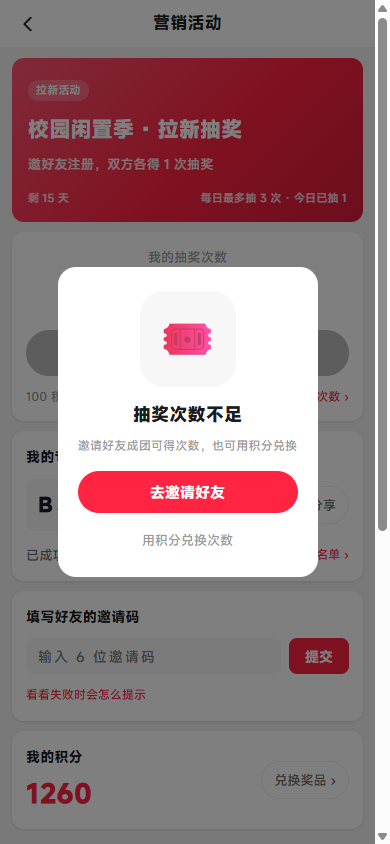 营销活动
拉新活动
校园闲置季 · 拉新抽奖
邀好友注册，双方各得 1 次抽奖
剩 15 天
每日最多抽 3 次 · 今日已抽 1
我的抽奖次数
抽奖次数不足
邀请好友成团可得次数，也可用积分兑换
去邀请好友
用积分兑换次数
100
次数 ›
我的
B
分享
名单 ›
填写好友的邀请码
输入 6 位邀请码
提交
看看失败时会怎么提示
我的积分
1260
兑换奖品 ›